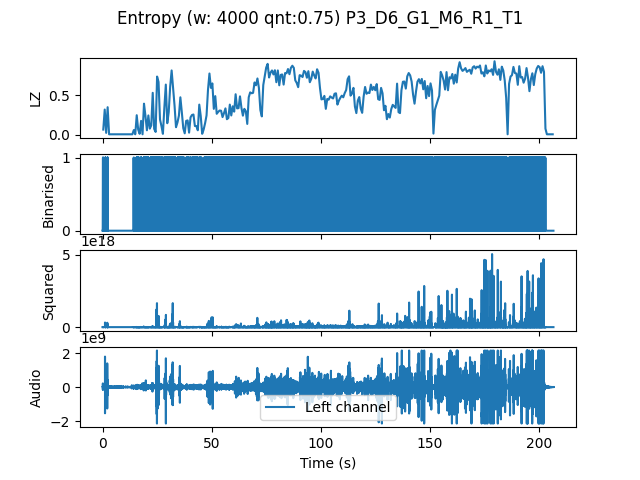 Entropy (w: 4000 qnt:0.75) P3_D6_G1_M6_R1_T1
LZ
0.5
0.0
Binarised
1
0
1e18
Squared
5
0
1e9
Audio
2
0
−2
Left channel
0 50 100 150 200
Time (s)